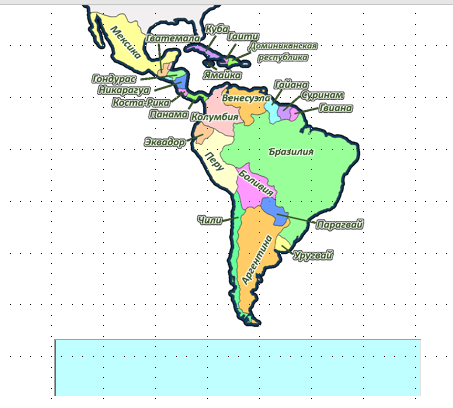 Мексика
Гватемала
Куба
Гаити
Доминиканская
республика
Ямайка
Гондурас
Никарагуа
Коста-Рика
Панама
Венесуэла
Гайана
Суринам
Гвиана
Колумбия
Эквадор
Перу
Бразилия
Боливия
Чили
Парагвай
Аргентина
Уругвай